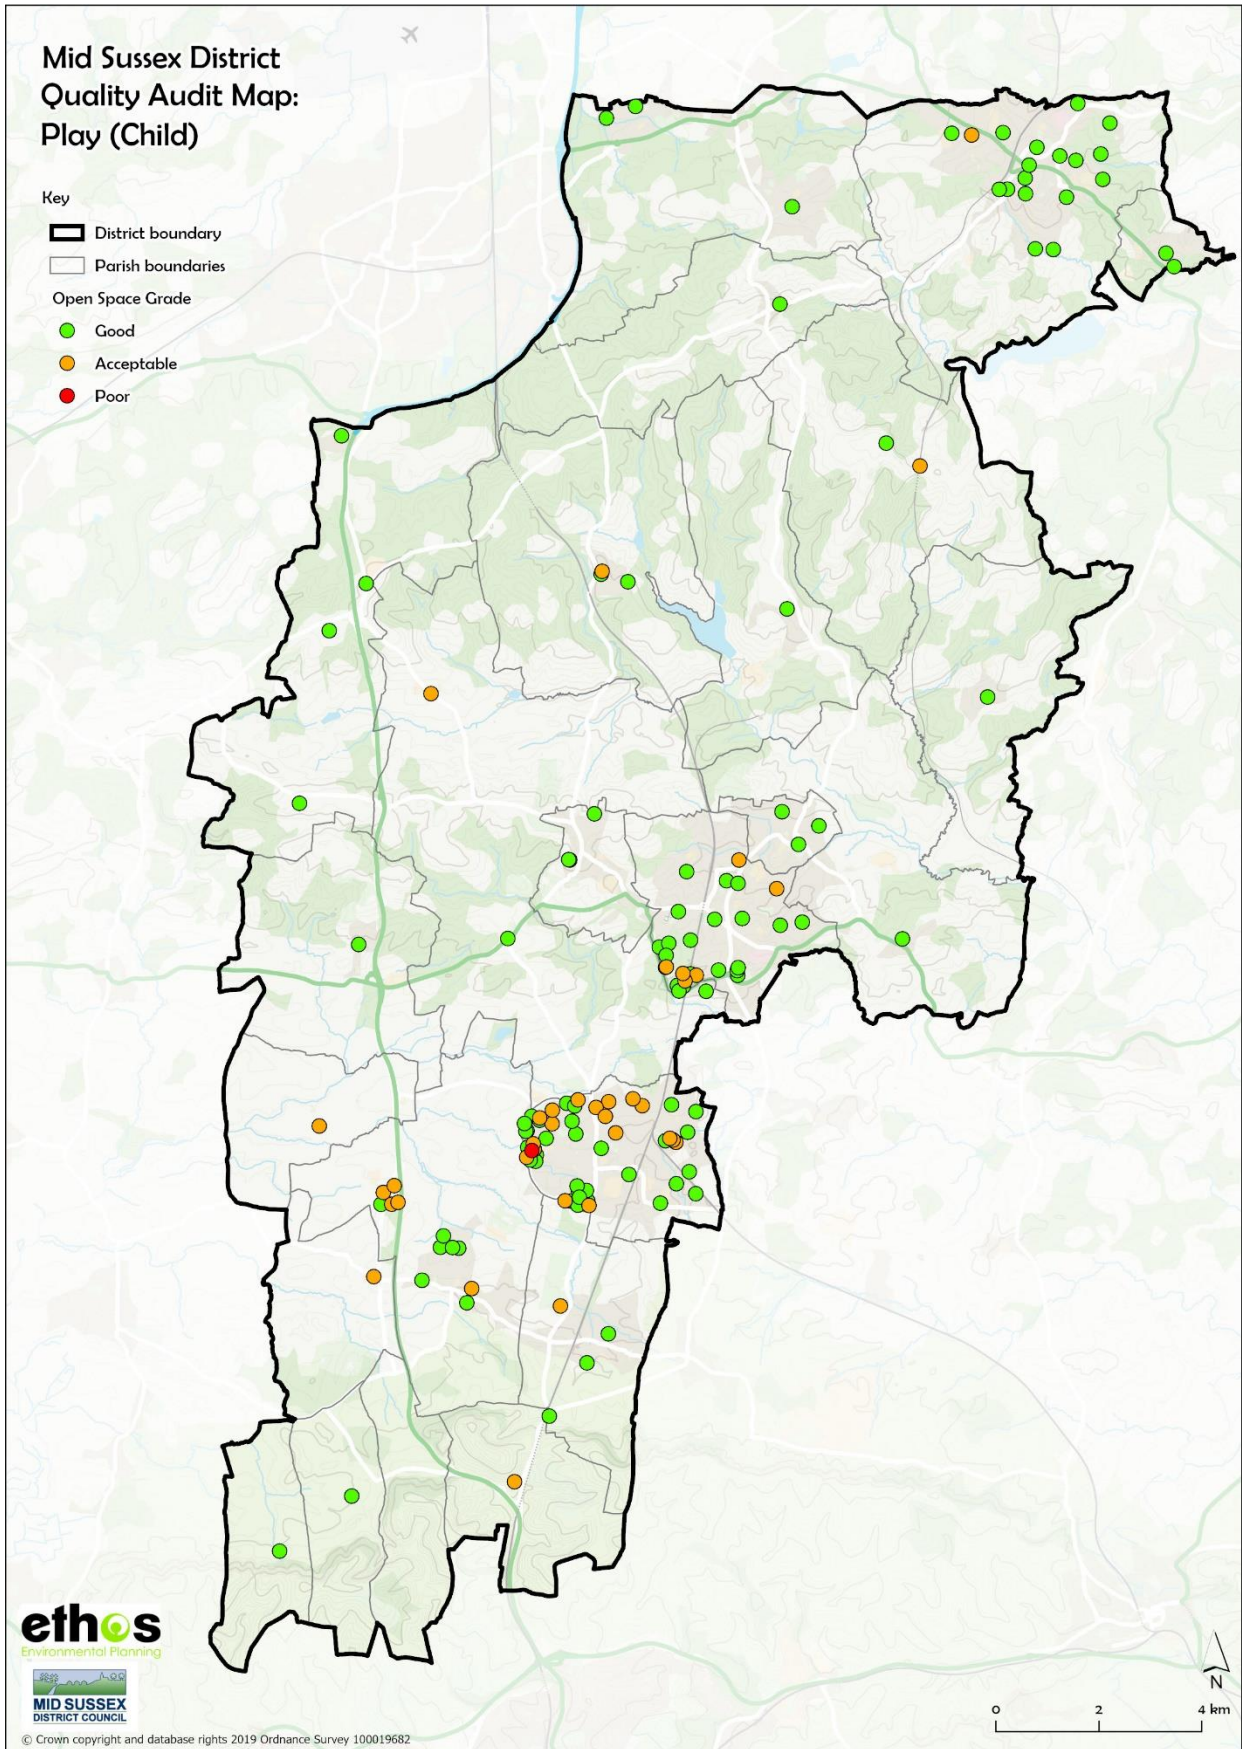 Mid Sussex District
Quality Audit Map:
Play (Child)
Key
District boundary
Parish boundaries
Open Space Grade
Good
Acceptable
Poor
ethos
Environmental Planning
MID SUSSEX
DISTRICT COUNCIL
N
0 2 4 km
© Crown copyright and database rights 2019 Ordnance Survey 100019682